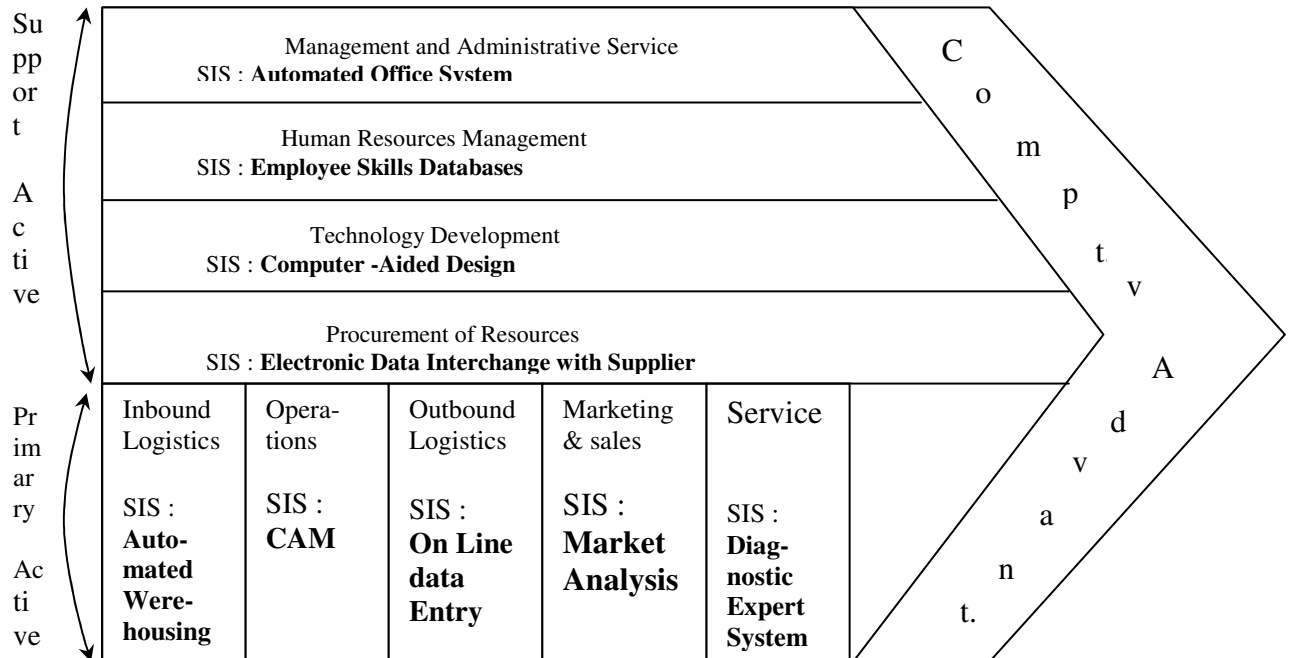 Su
pp
or
t
A
c
ti
ve
Management and Administrative Service
SIS : Automated Office System
Human Resources Management
SIS : Employee Skills Databases
Technology Development
SIS : Computer -Aided Design
Procurement of Resources
SIS : Electronic Data Interchange with Supplier
C
o
m
p
t.
v
A
d
v
a
n
t.
Pr
im
ar
ry
Ac
ti
ve
Inbound
Logistics
SIS :
Auto-
mated
Were-
housing
Opera-
tions
SIS :
CAM
Outbound
Logistics
SIS :
On Line
data
Entry
Marketing
& sales
SIS :
Market
Analysis
Service
SIS :
Diag-
nostic
Expert
System